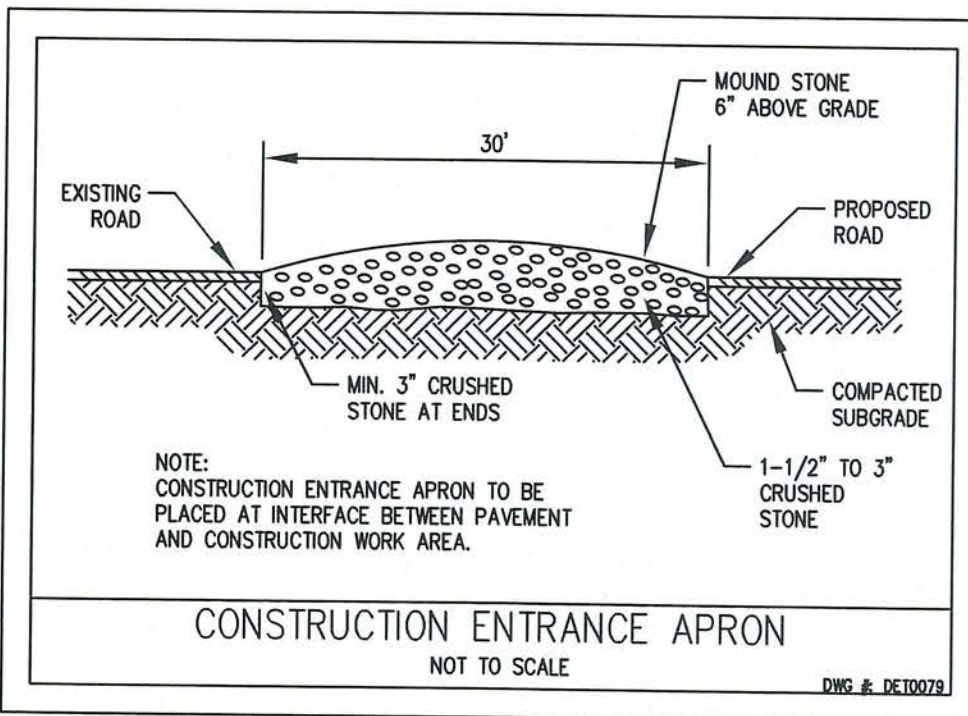 MOUND STONE
6" ABOVE GRADE
30'
EXISTING
ROAD
PROPOSED
ROAD
MIN. 3" CRUSHED
STONE AT ENDS
COMPACTED
SUBGRADE
1-1/2" TO 3"
CRUSHED
STONE
NOTE:
CONSTRUCTION ENTRANCE APRON TO BE
PLACED AT INTERFACE BETWEEN PAVEMENT
AND CONSTRUCTION WORK AREA.
CONSTRUCTION ENTRANCE APRON
NOT TO SCALE
DWG #: DET0079